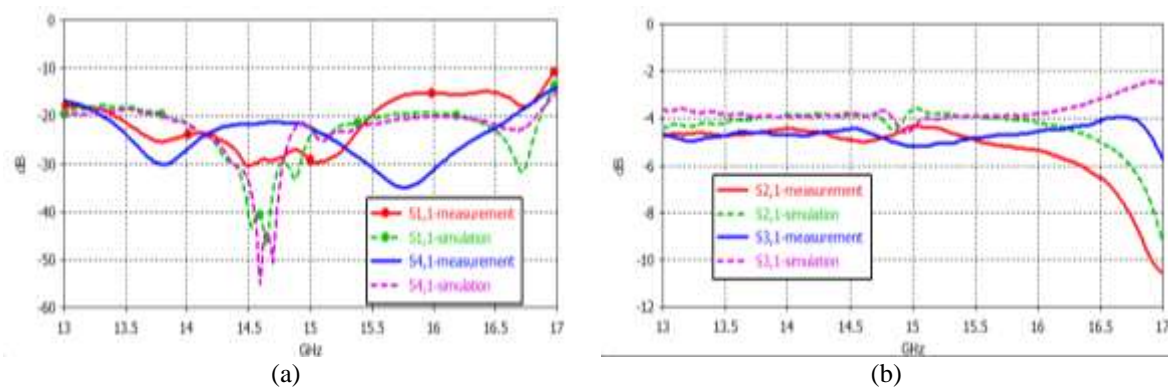 0
-10
-20
-30
-40
-50
-60
dB
13 13.5 14 14.5 15 15.5 16 16.5 17
GHz
S1,1-measurement
S1,1-simulation
S4,1-measurement
S4,1-simulation
(a)
0
-2
-4
-6
-8
-10
-12
dB
13 13.5 14 14.5 15 15.5 16 16.5 17
GHz
S2,1-measurement
S2,1-simulation
S3,1-measurement
S3,1-simulation
(b)